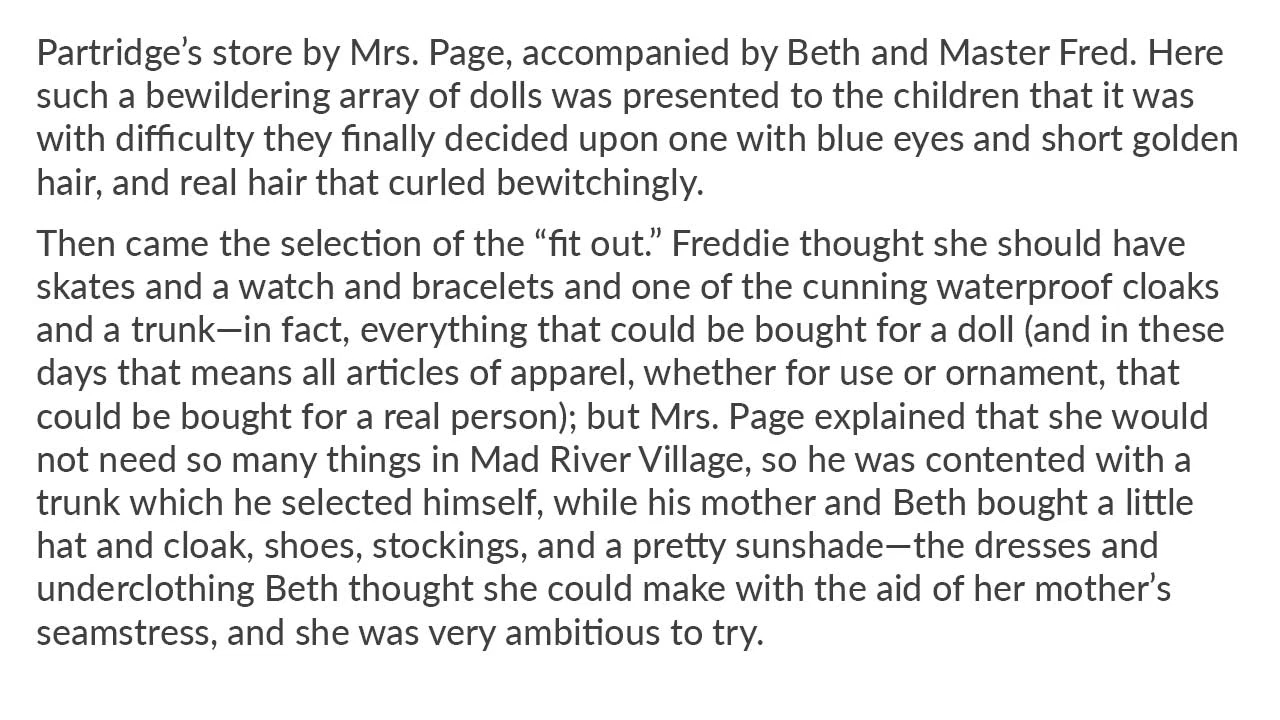 Partridge’s store by Mrs. Page, accompanied by Beth and Master Fred. Here
such a bewildering array of dolls was presented to the children that it was
with difficulty they finally decided upon one with blue eyes and short golden
hair, and real hair that curled bewitchingly.
Then came the selection of the “fit out.” Freddie thought she should have
skates and a watch and bracelets and one of the cunning waterproof cloaks
and a trunk—in fact, everything that could be bought for a doll (and in these
days that means all articles of apparel, whether for use or ornament, that
could be bought for a real person); but Mrs. Page explained that she would
not need so many things in Mad River Village, so he was contented with a
trunk which he selected himself, while his mother and Beth bought a little
hat and cloak, shoes, stockings, and a pretty sunshade—the dresses and
underclothing Beth thought she could make with the aid of her mother’s
seamstress, and she was very ambitious to try.